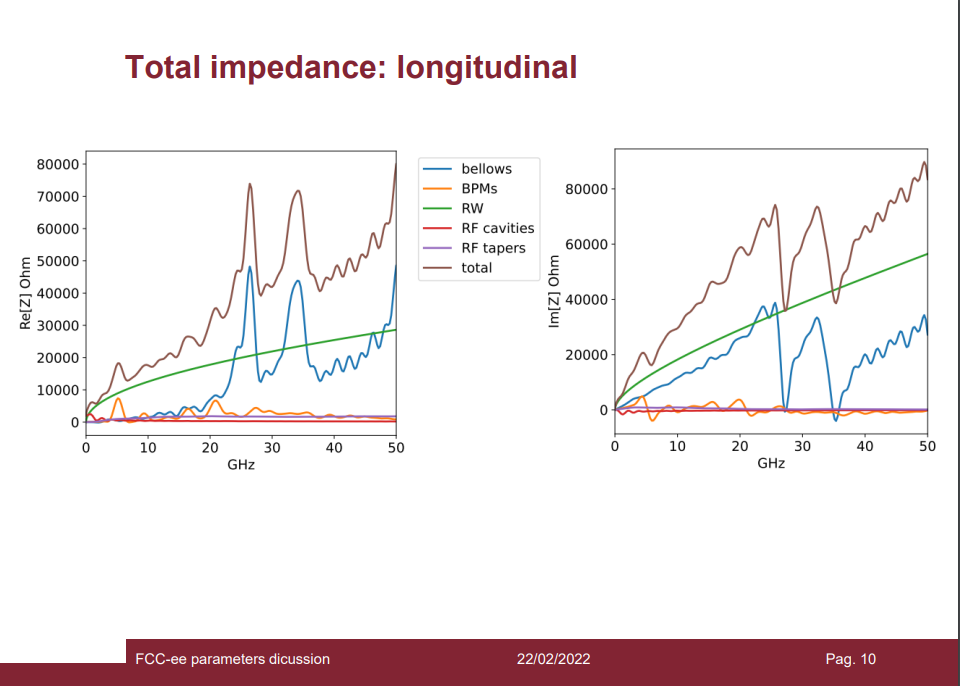 Total impedance: longitudinal
Re[Z] Ohm
80000
70000
60000
50000
40000
30000
20000
10000
0
0 10 20 30 40 50
GHz
bellows
BPMs
RW
RF cavities
RF tapers
total
Im[Z] Ohm
80000
60000
40000
20000
0
0 10 20 30 40 50
GHz
FCC-ee parameters dicussion 22/02/2022 Pag. 10